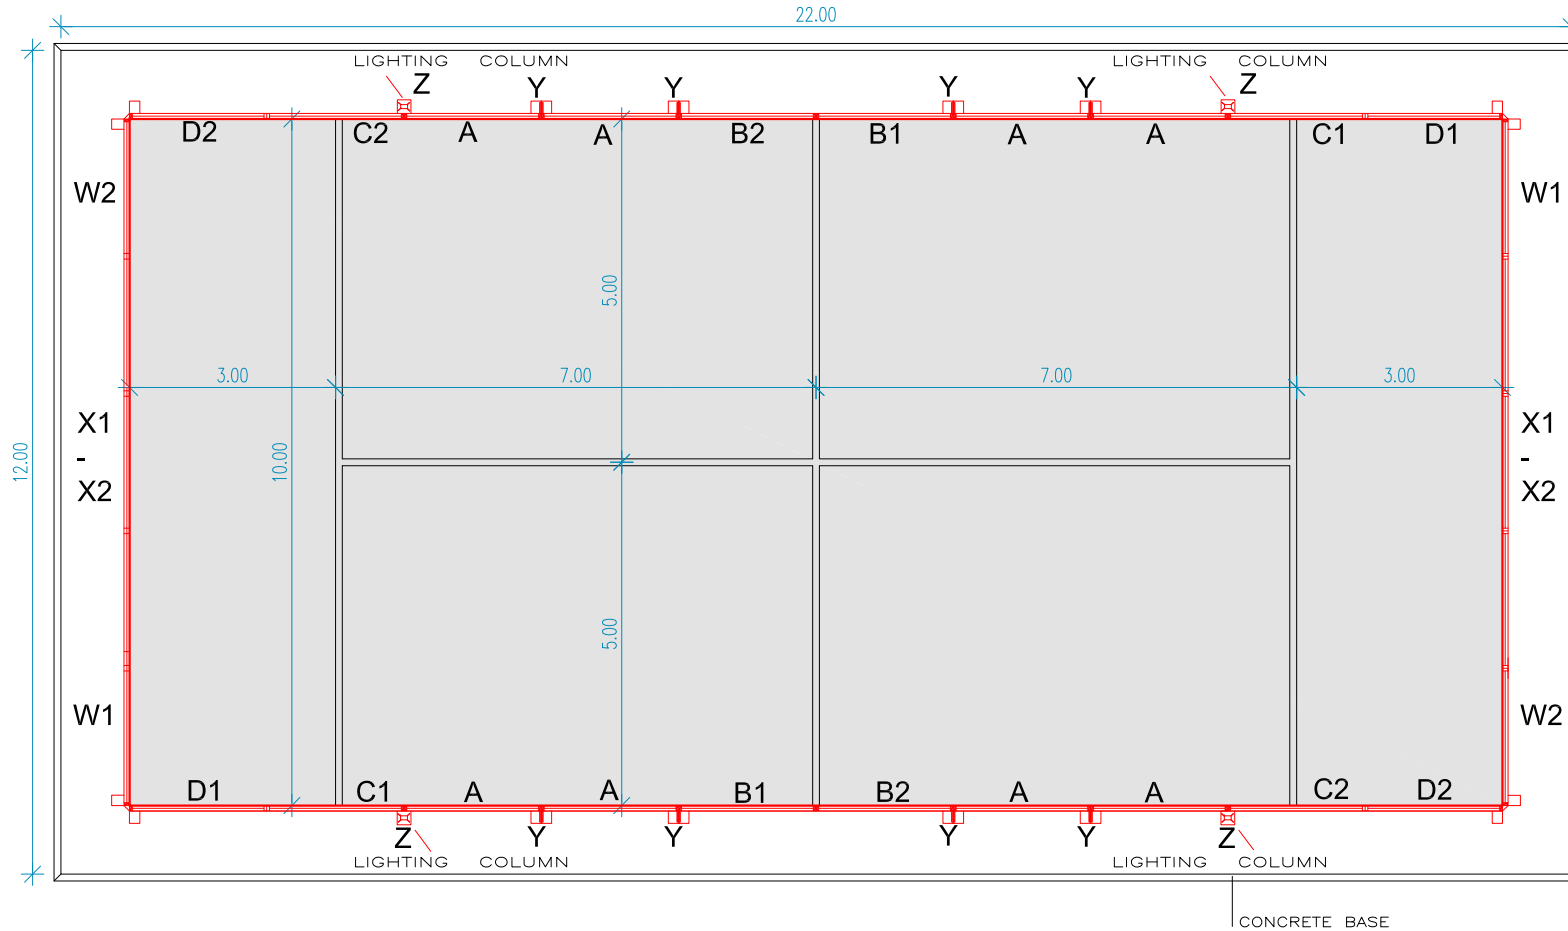 22.00
LIGHTING COLUMN
LIGHTING COLUMN
Z Y Y Y Y Z
D2 C2 A A B2 B1 A A C1 D1
W2 W1
5.00
3.00 7.00 7.00 3.00
X1 X1
- -
X2 X2
12.00
10.00
5.00
W1 W2
D1 C1 A A B1 B2 A A C2 D2
Z Y Y Y Y Z
LIGHTING COLUMN
LIGHTING COLUMN
CONCRETE BASE